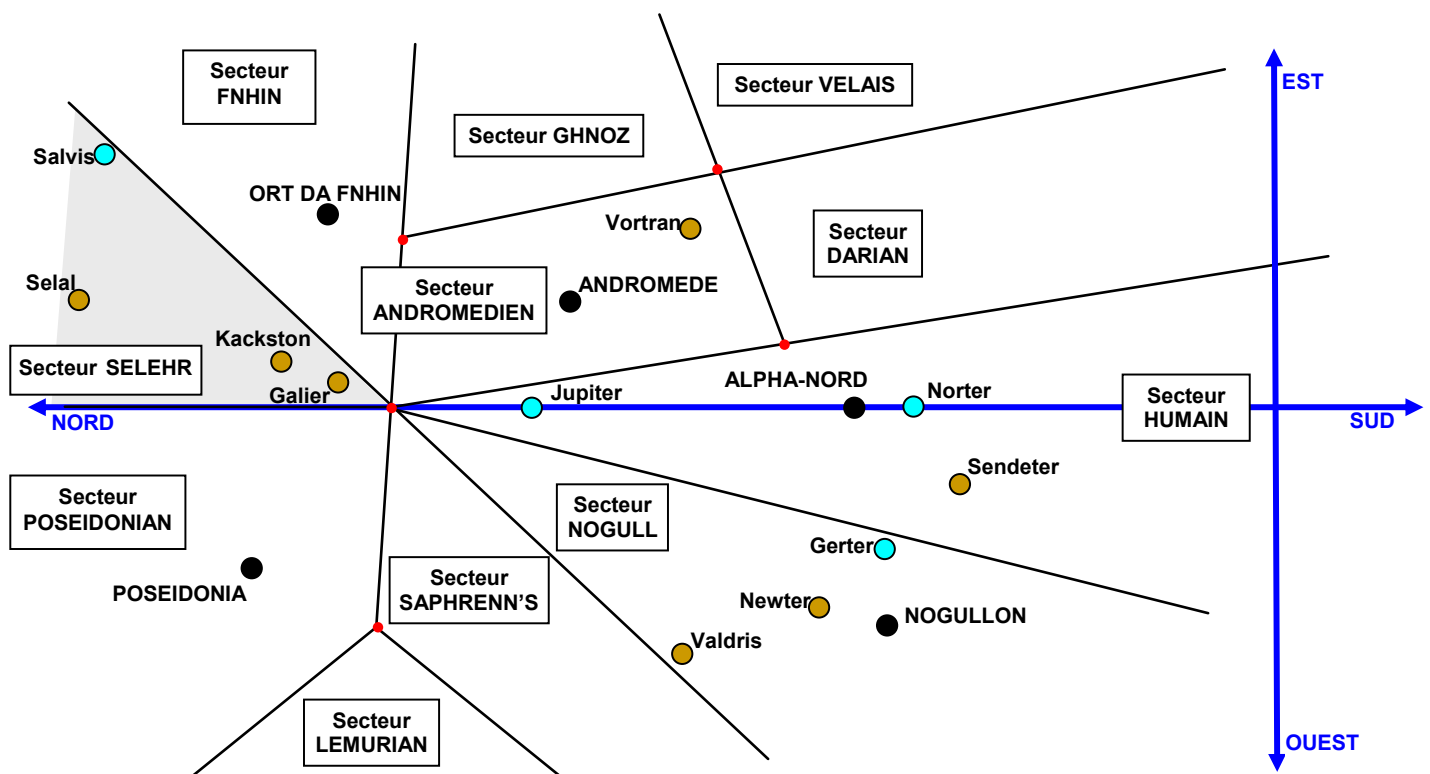 Secteur
FNHIN
Secteur VELAIS
EST
Secteur GHNOZ
Salvis
ORT DA FNHIN
Vortran
Secteur
DARIAN
Selal
Secteur
ANDROMEDIEN
ANDROMEDE
Kackston
Secteur SELEHR
Galier
Jupiter
ALPHA-NORD
Norter
Secteur
HUMAIN
NORD
SUD
Sendeter
Secteur
POSEIDONIAN
Secteur
NOGULL
Gerter
POSEIDONIA
Secteur
SAPHRENN'S
Newter
NOGULLON
Valdris
Secteur
LEMURIAN
OUEST